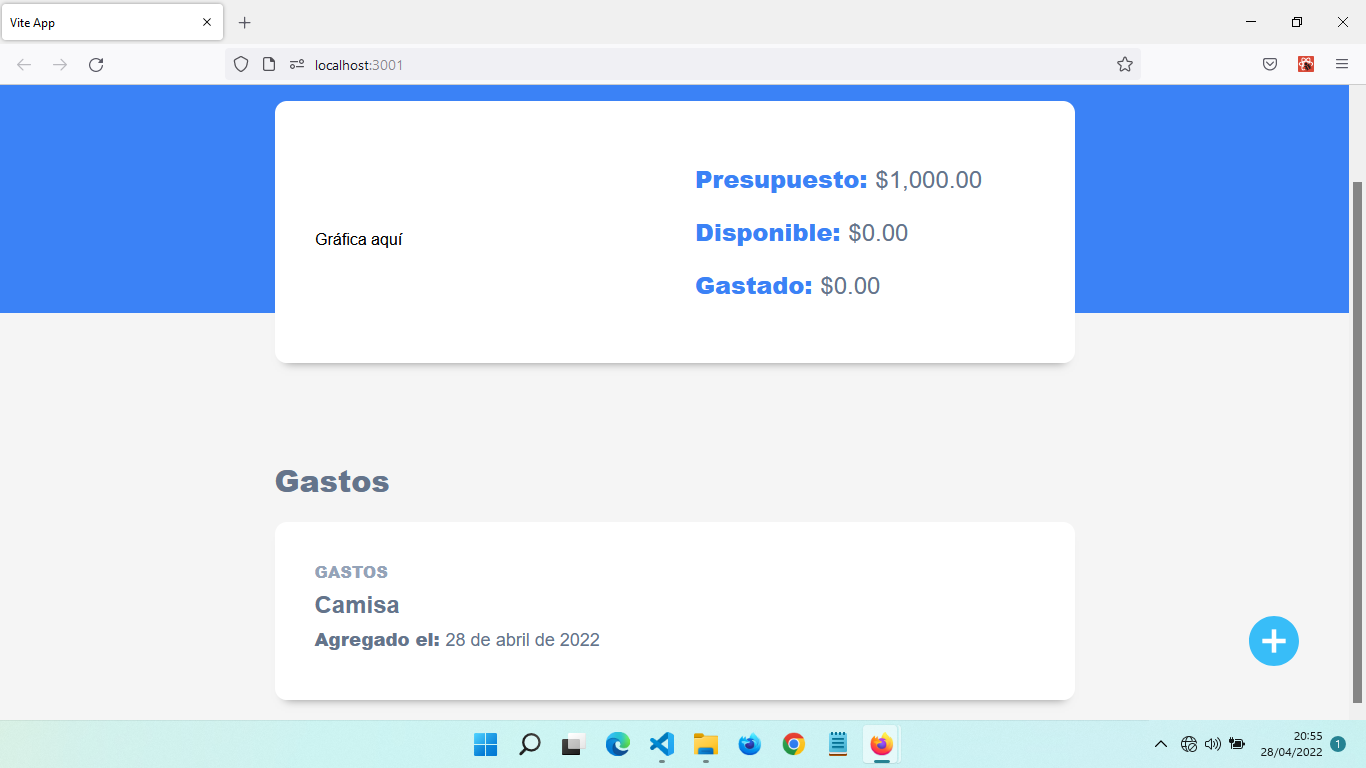 Vite App
localhost:3001
Gráfica aquí
Presupuesto: $1,000.00
Disponible: $0.00
Gastado: $0.00
Gastos
GASTOS
Camisa
Agregado el: 28 de abril de 2022
20:55
28/04/2022
1